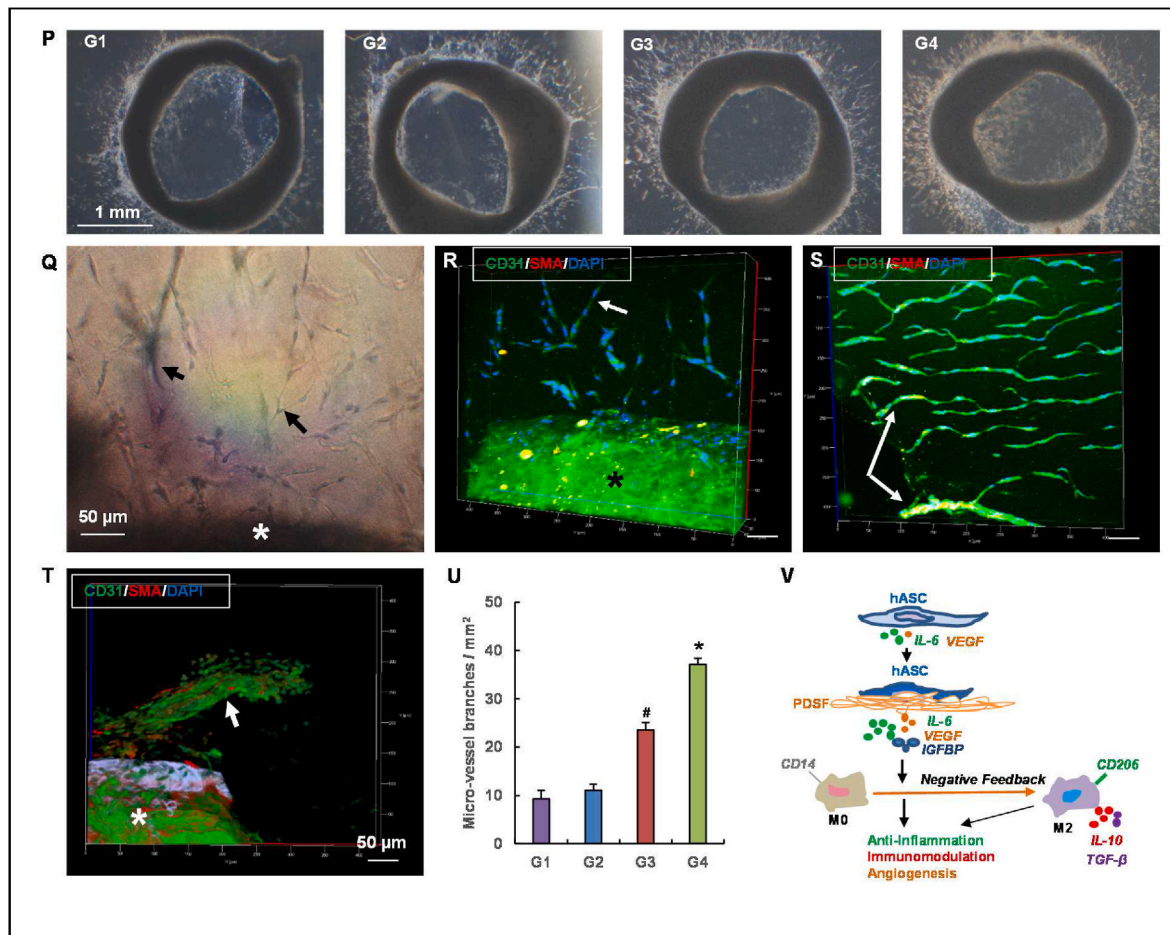 P
G1
G2
G3
G4
1 mm
Q
50 µm
*
R
CD31/SMA/DAPI
*
S
CD31/SMA/DAPI
T
CD31/SMA/DAPI
*
50 µm
U
Micro-vessel branches / mm²
50
40
30
20
10
0
#
*
G1 G2 G3 G4
V
hASC
IL-6 VEGF
hASC
PDSF
IL-6
VEGF
IGFBP
CD14
Negative Feedback
CD206
M0
M2
Anti-Inflammation
Immunomodulation
Angiogenesis
IL-10
TGF-β